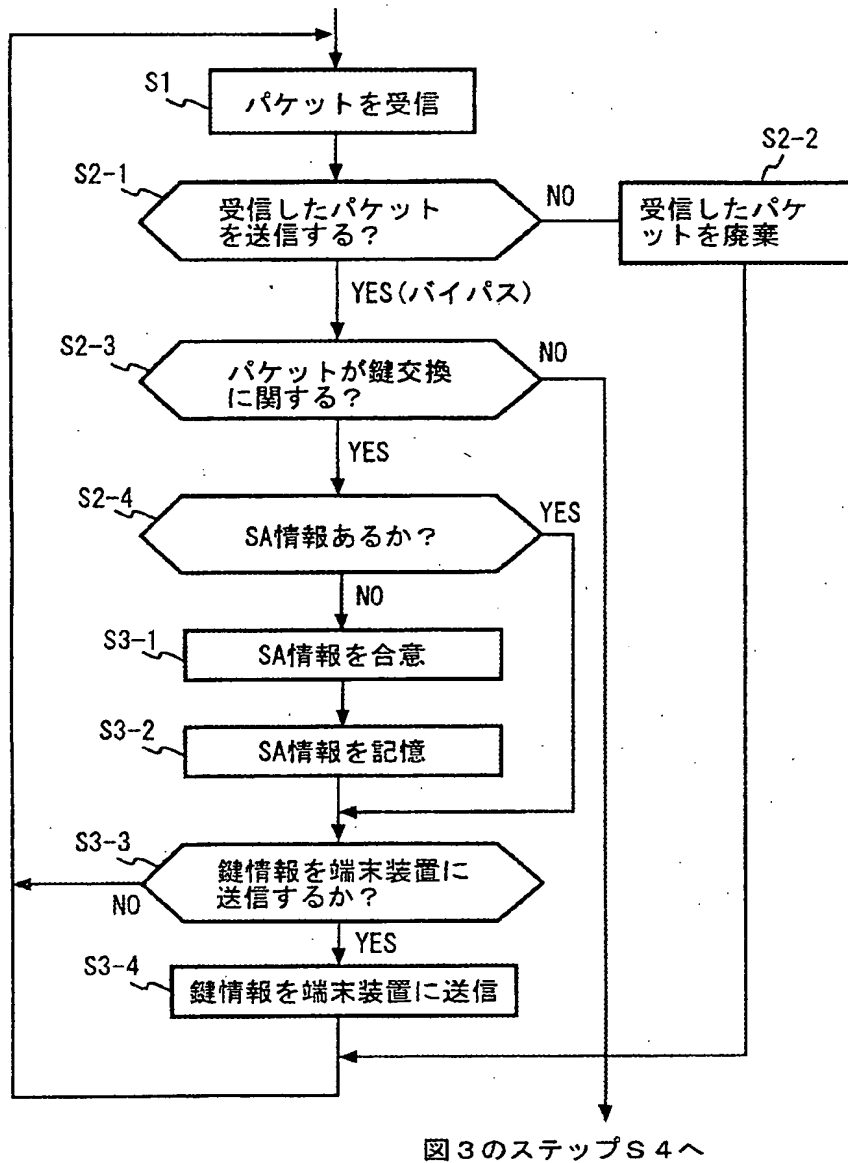 S1
パケットを受信
S2-1
受信したパケット
を送信する？
NO
S2-2
受信したパケ
ットを廃棄
YES(バイパス)
S2-3
パケットが鍵交換
に関する？
NO
YES
S2-4
SA情報あるか？
YES
NO
S3-1
SA情報を合意
S3-2
SA情報を記憶
S3-3
鍵情報を端末装置に
送信するか？
NO
YES
S3-4
鍵情報を端末装置に送信
図３のステップＳ４へ